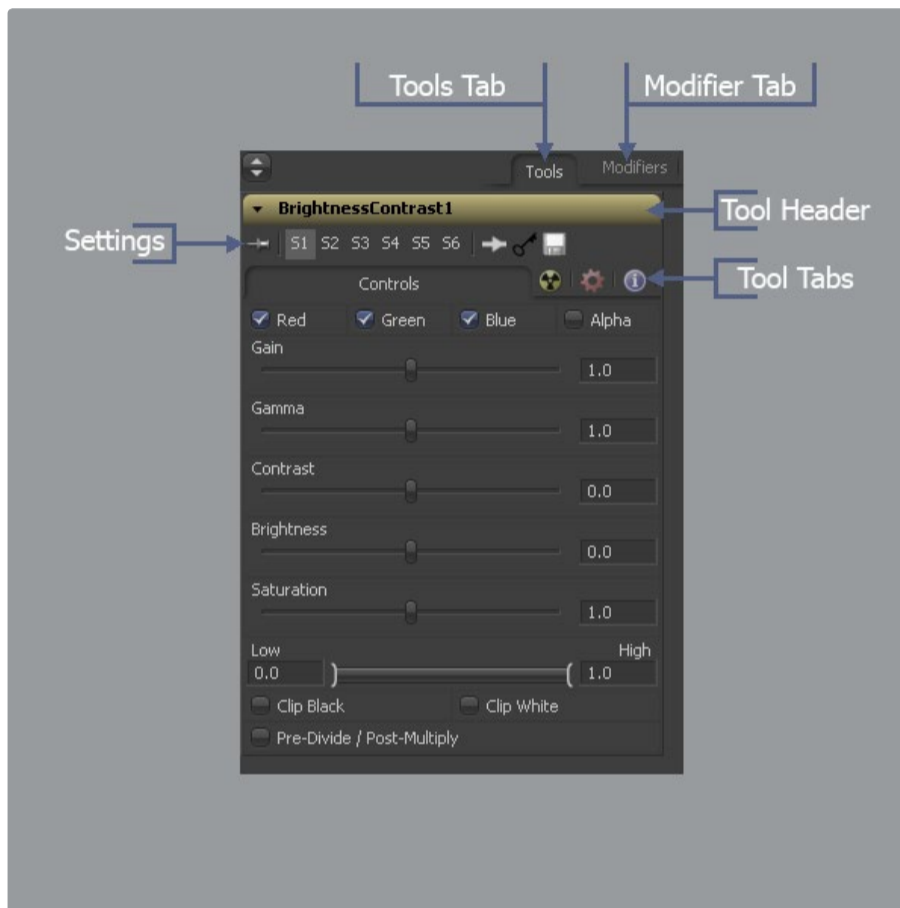 Tools Tab
Modifier Tab
Tools
Modifiers
BrightnessContrast1
Tool Header
Settings
S1 S2 S3 S4 S5 S6
Tool Tabs
Controls
Red Green Blue Alpha
Gain
1.0
Gamma
1.0
Contrast
0.0
Brightness
0.0
Saturation
1.0
Low High
0.0 1.0
Clip Black Clip White
Pre-Divide / Post-Multiply